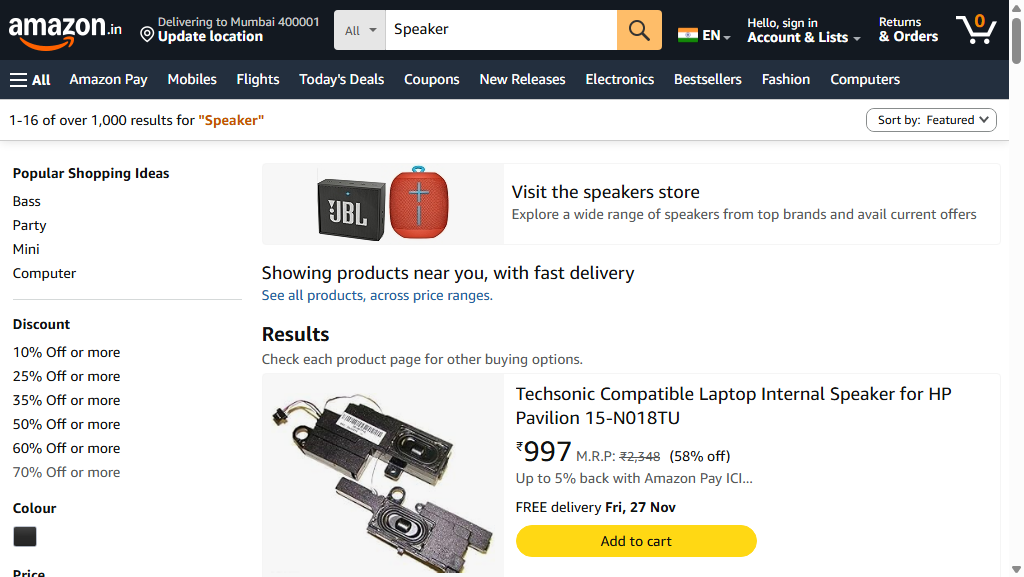 amazon.in
Delivering to Mumbai 400001
Update location
All
Speaker
EN
Hello, sign in
Account & Lists
Returns
& Orders
0
All
Amazon Pay
Mobiles
Flights
Today's Deals
Coupons
New Releases
Electronics
Bestsellers
Fashion
Computers
1-16 of over 1,000 results for "Speaker"
Sort by: Featured
Popular Shopping Ideas
Bass
Party
Mini
Computer
Discount
10% Off or more
25% Off or more
35% Off or more
50% Off or more
60% Off or more
70% Off or more
Colour
Price
JBL
Visit the speakers store
Explore a wide range of speakers from top brands and avail current offers
Showing products near you, with fast delivery
See all products, across price ranges.
Results
Check each product page for other buying options.
Techsonic Compatible Laptop Internal Speaker for HP
Pavilion 15-N018TU
₹997 M.R.P: ₹2,348 (58% off)
Up to 5% back with Amazon Pay ICI...
FREE delivery Fri, 27 Nov
Add to cart